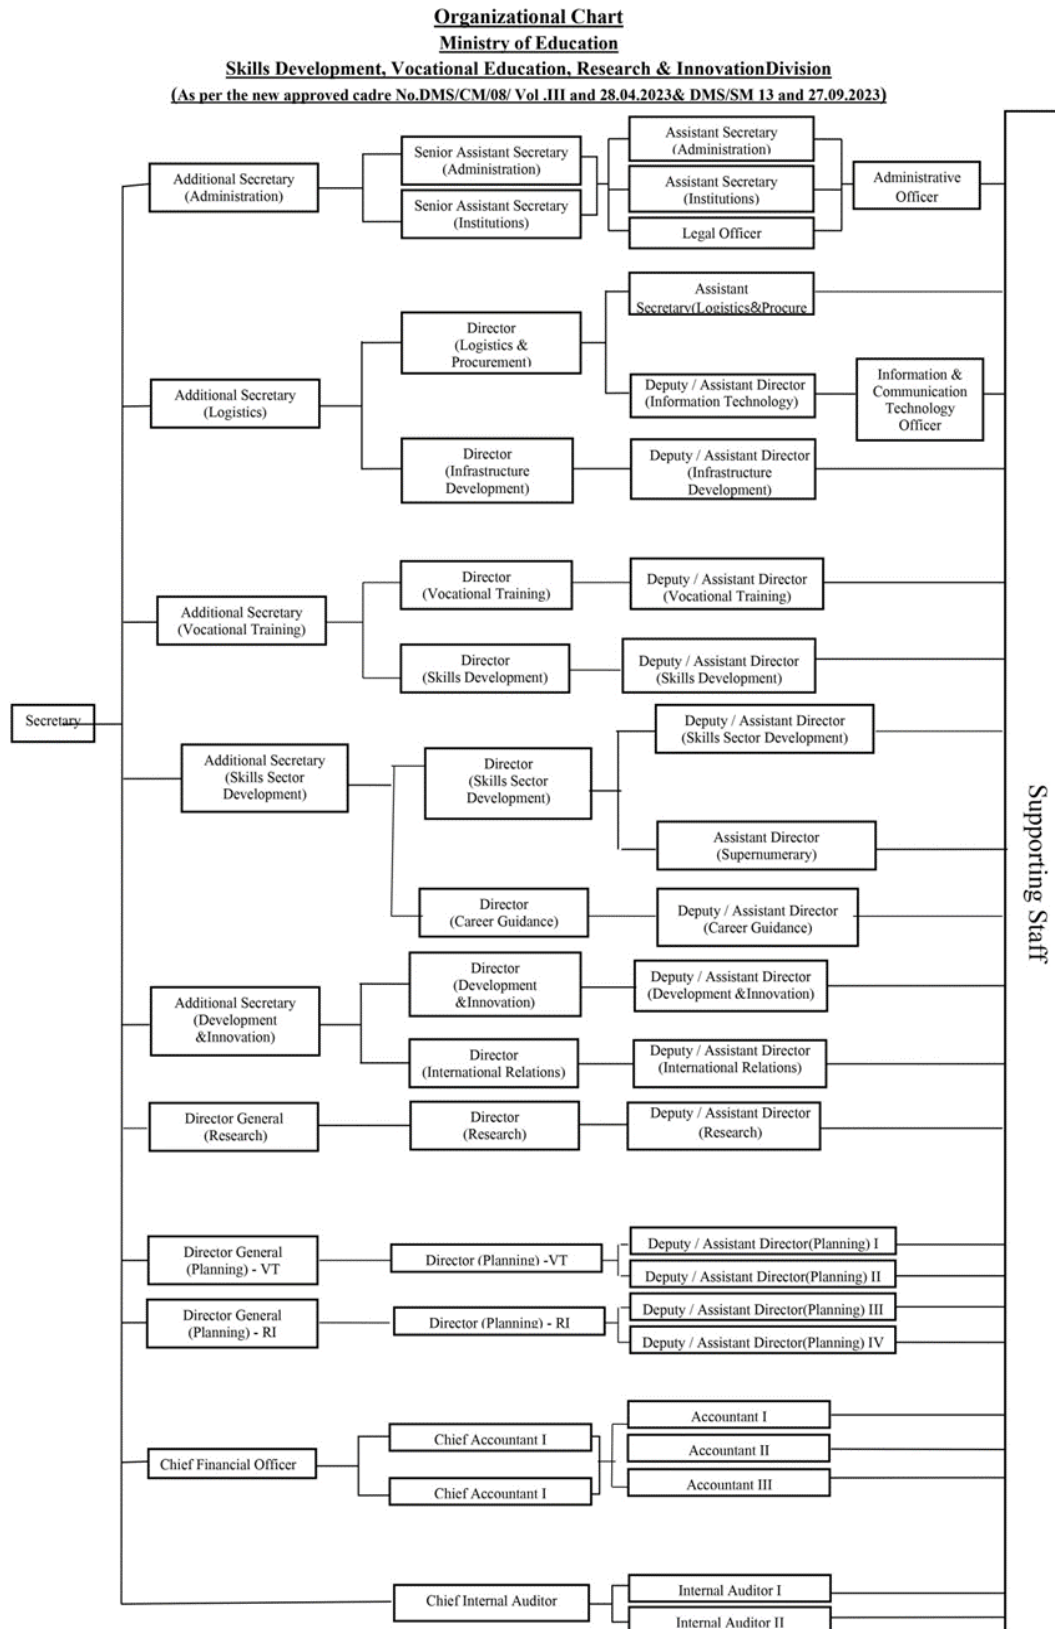 Organizational Chart
Ministry of Education
Skills Development, Vocational Education, Research & InnovationDivision
(As per the new approved cadre No.DMS/CM/08/ Vol .III and 28.04.2023& DMS/SM 13 and 27.09.2023)
Secretary
Additional Secretary
(Administration)
Senior Assistant Secretary
(Administration)
Senior Assistant Secretary
(Institutions)
Assistant Secretary
(Administration)
Assistant Secretary
(Institutions)
Legal Officer
Administrative
Officer
Additional Secretary
(Logistics)
Director
(Logistics &
Procurement)
Assistant
Secretary(Logistics&Procure
Deputy / Assistant Director
(Information Technology)
Information &
Communication
Technology
Officer
Director
(Infrastructure
Development)
Deputy / Assistant Director
(Infrastructure
Development)
Additional Secretary
(Vocational Training)
Director
(Vocational Training)
Deputy / Assistant Director
(Vocational Training)
Director
(Skills Development)
Deputy / Assistant Director
(Skills Development)
Additional Secretary
(Skills Sector
Development)
Director
(Skills Sector
Development)
Deputy / Assistant Director
(Skills Sector Development)
Assistant Director
(Supernumerary)
Director
(Career Guidance)
Deputy / Assistant Director
(Career Guidance)
Additional Secretary
(Development
&Innovation)
Director
(Development
&Innovation)
Deputy / Assistant Director
(Development &Innovation)
Director
(International Relations)
Deputy / Assistant Director
(International Relations)
Director General
(Research)
Director
(Research)
Deputy / Assistant Director
(Research)
Director General
(Planning) - VT
Director (Planning) -VT
Deputy / Assistant Director(Planning) I
Deputy / Assistant Director(Planning) II
Director General
(Planning) - RI
Director (Planning) - RI
Deputy / Assistant Director(Planning) III
Deputy / Assistant Director(Planning) IV
Chief Financial Officer
Chief Accountant I
Chief Accountant I
Accountant I
Accountant II
Accountant III
Chief Internal Auditor
Internal Auditor I
Internal Auditor II
Supporting Staff